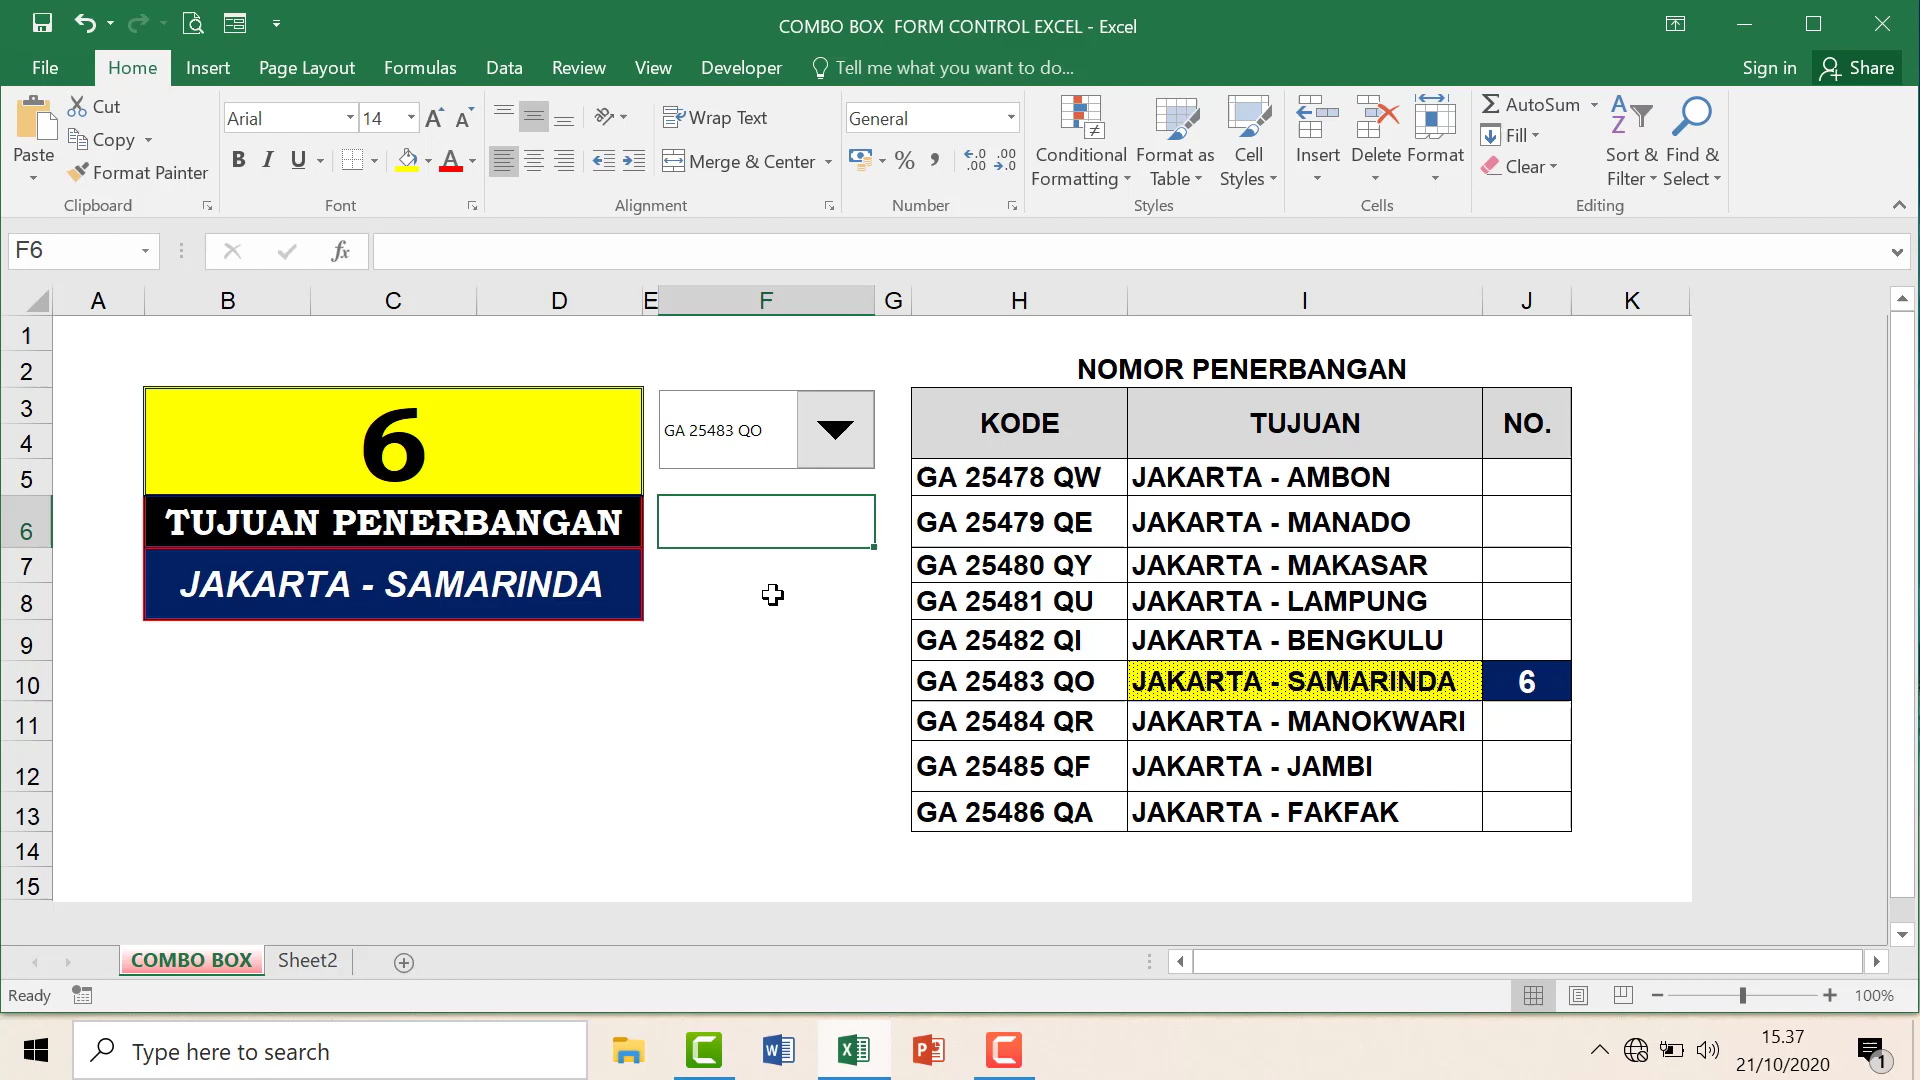 COMBO BOX  FORM CONTROL EXCEL - Excel
File Home Insert Page Layout Formulas Data Review View Developer Tell me what you want to do... Sign in Share
Paste
Cut
Copy
Format Painter
Clipboard
Arial 14
B I U
Font
Wrap Text
Merge & Center
Alignment
General
Number
Conditional Formatting
Format as Table
Cell Styles
Styles
Insert Delete Format
Cells
AutoSum
Fill
Clear
Sort & Filter
Find & Select
Editing
F6 fx
A B C D E F G H I J K
1
2 NOMOR PENERBANGAN
3
4
5
6
7
8
9
10
11
12
13
14
15
6
TUJUAN PENERBANGAN
JAKARTA - SAMARINDA
GA 25483 QO
KODE TUJUAN NO.
GA 25478 QW JAKARTA - AMBON
GA 25479 QE JAKARTA - MANADO
GA 25480 QY JAKARTA - MAKASAR
GA 25481 QU JAKARTA - LAMPUNG
GA 25482 QI JAKARTA - BENGKULU
GA 25483 QO JAKARTA - SAMARINDA 6
GA 25484 QR JAKARTA - MANOKWARI
GA 25485 QF JAKARTA - JAMBI
GA 25486 QA JAKARTA - FAKFAK
COMBO BOX Sheet2
Ready 100%
Type here to search
15.37
21/10/2020
1